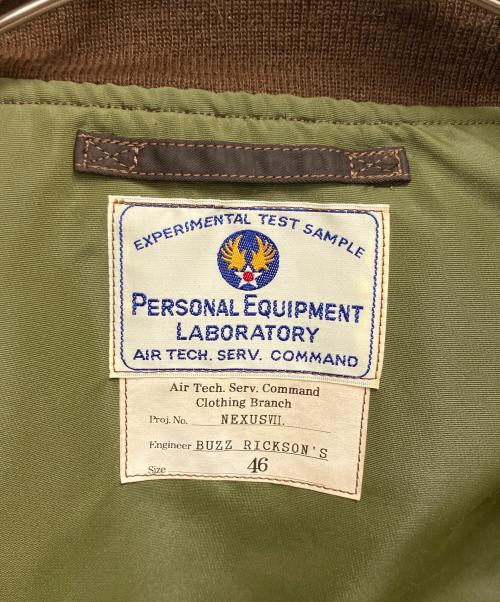 EXPERIMENTAL TEST SAMPLE
PERSONAL EQUIPMENT
LABORATORY
AIR TECH. SERV. COMMAND
Air Tech. Serv. Command
Clothing Branch
Proj. No. NEXUSVII.
Engineer BUZZ RICKSON'S
Size 46